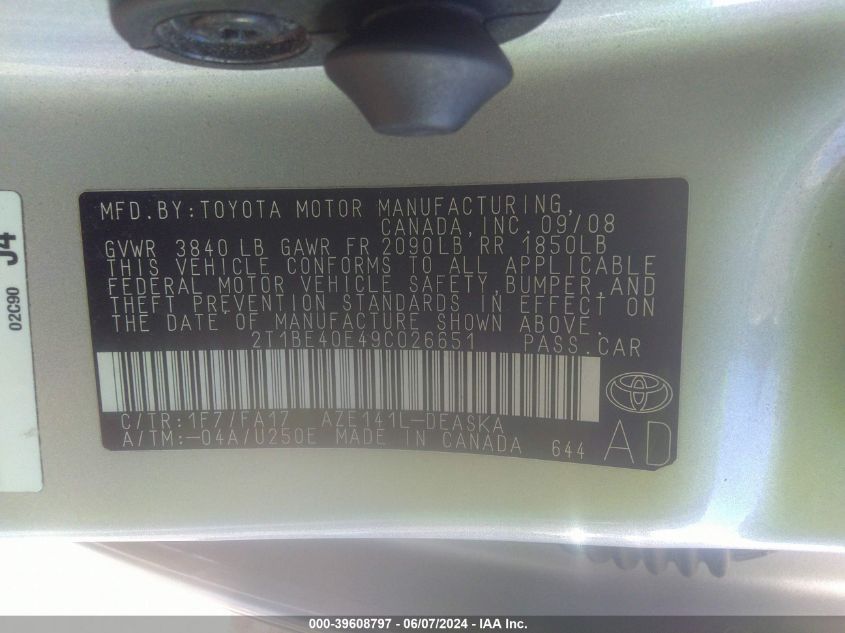 MFD.BY:TOYOTA MOTOR MANUFACTURING,
CANADA,INC. 09/08
GVWR 3840 LB GAWR FR 2090LB, RR 1850LB
THIS VEHICLE CONFORMS TO ALL APPLICABLE
FEDERAL MOTOR VEHICLE SAFETY,BUMPER,AND
THEFT PREVENTION STANDARDS IN EFFECT ON
THE DATE OF MANUFACTURE SHOWN ABOVE.
2T1BE40E49C026651 PASS.CAR
C/TR:1F7/FA17 AZE141L-DEASKA
A/TM:-04A/U250E MADE IN CANADA 644
AD
J4
02C90
000-39608797 - 06/07/2024 - IAA Inc.